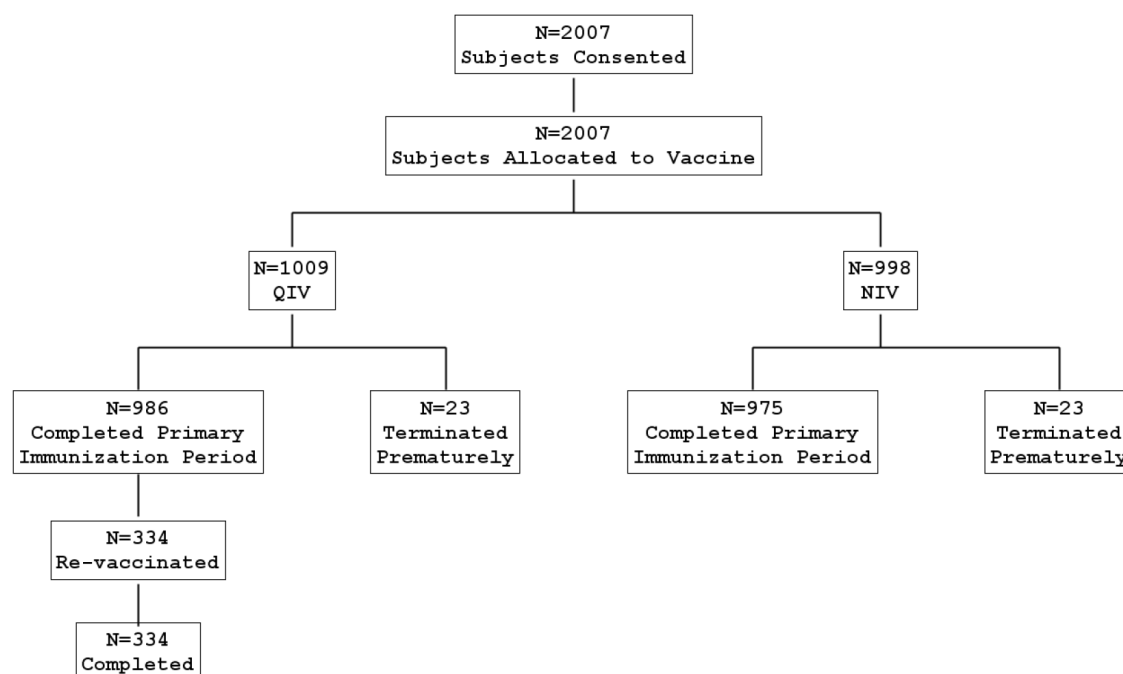 N=2007
Subjects Consented
N=2007
Subjects Allocated to Vaccine
N=1009
QIV
N=998
NIV
N=986
Completed Primary
Immunization Period
N=23
Terminated
Prematurely
N=975
Completed Primary
Immunization Period
N=23
Terminated
Prematurely
N=334
Re-vaccinated
N=334
Completed